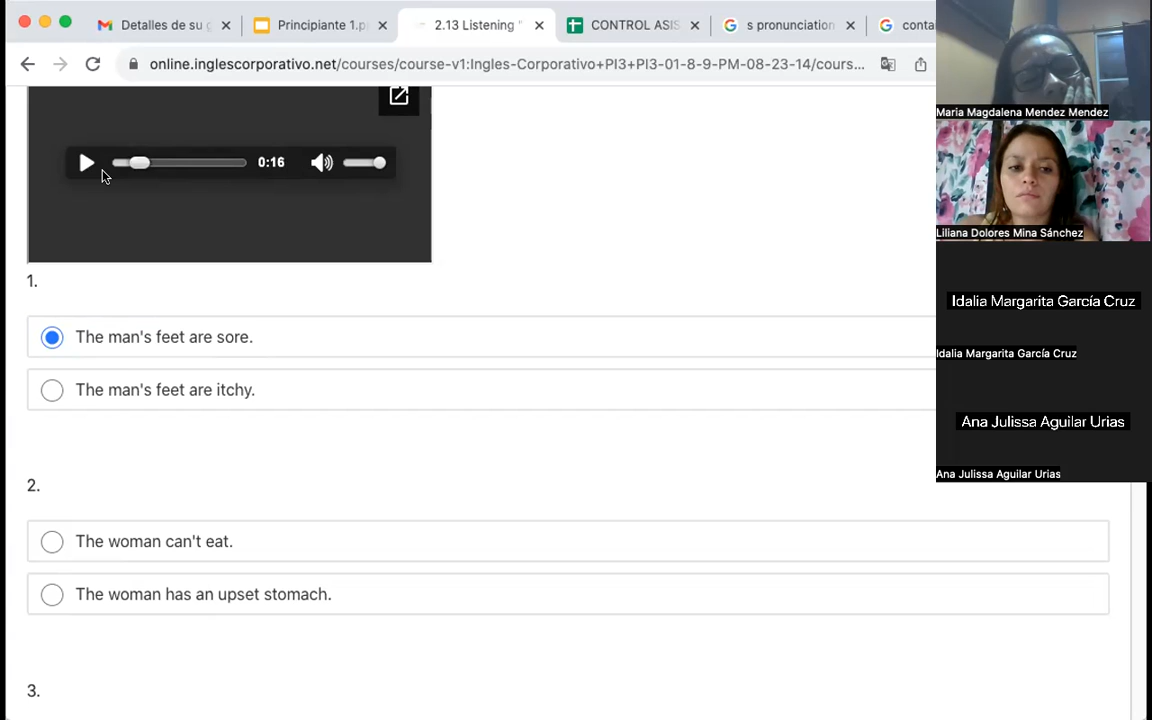 Detalles de su g
Principiante 1.p
2.13 Listening "
CONTROL ASIS
s pronunciation
conta
online.inglescorporativo.net/courses/course-v1:Ingles-Corporativo+PI3+PI3-01-8-9-PM-08-23-14/cours...
Maria Magdalena Mendez Mendez
Liliana Dolores Mina Sánchez
Idalia Margarita García Cruz
Idalia Margarita García Cruz
Ana Julissa Aguilar Urias
Ana Julissa Aguilar Urias
0:16
1.
The man's feet are sore.
The man's feet are itchy.
2.
The woman can't eat.
The woman has an upset stomach.
3.